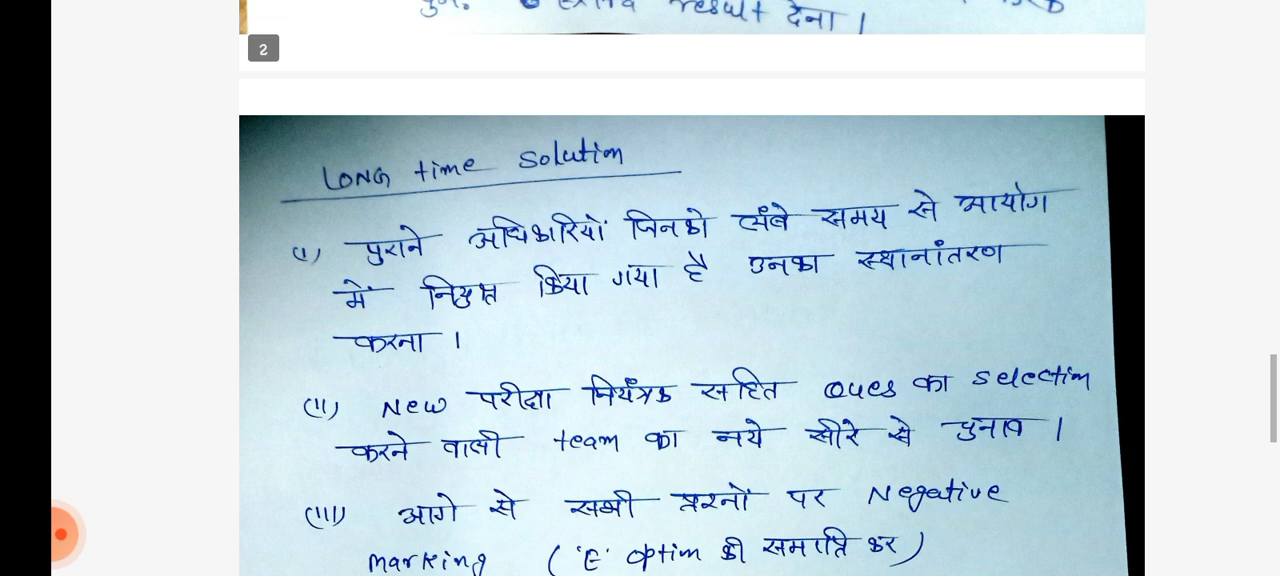 result देना ।
2
LONG time solution
(I) पुराने अधिकारियों जिनको लंबे समय से आयोग
में नियुक्त किया गया है उनका स्थानांतरण
करना ।
(II) New परीक्षा नियंत्रक सहित Ques का selection
करने वाली team का नये सीरे से चुनाव ।
(III) आगे से सभी प्रश्नों पर Negative
marking ( 'E' option की समाप्ति कर )